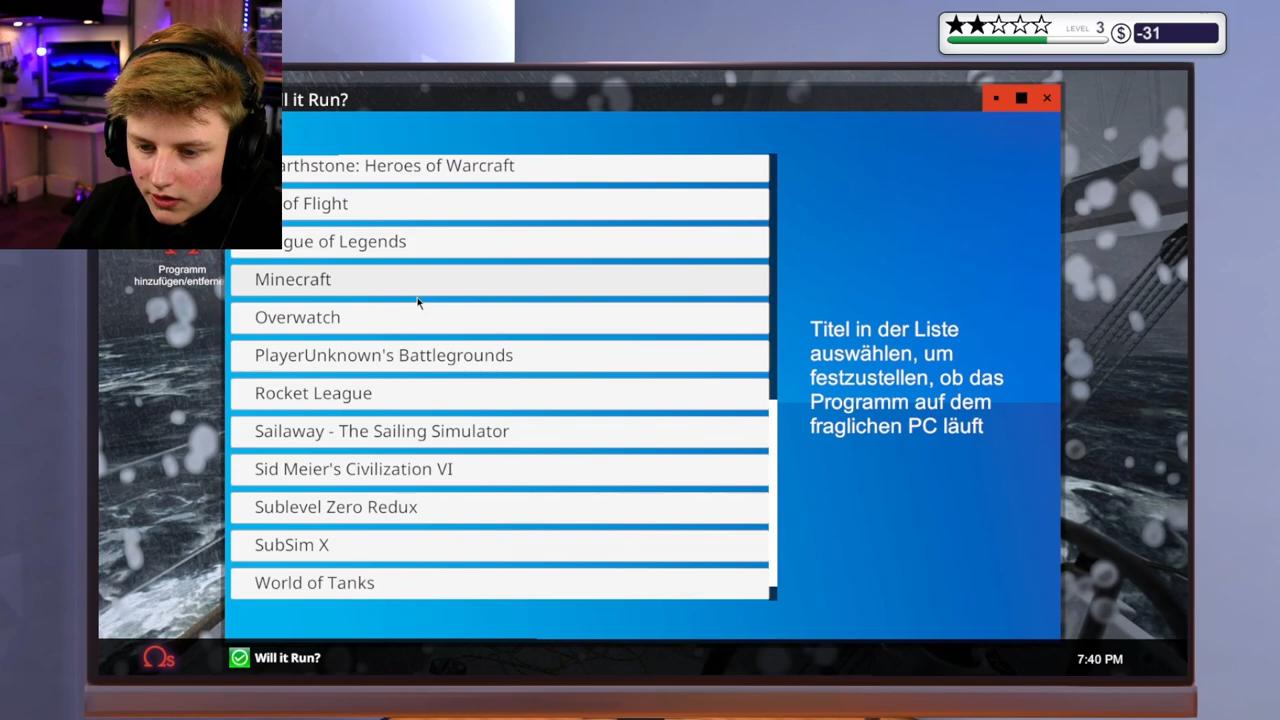 LEVEL 3
$ -31
ll it Run?
arthstone: Heroes of Warcraft
of Flight
gue of Legends
Programm
hinzufügen/entferne
Minecraft
Overwatch
PlayerUnknown's Battlegrounds
Rocket League
Sailaway - The Sailing Simulator
Sid Meier's Civilization VI
Sublevel Zero Redux
SubSim X
World of Tanks
Titel in der Liste
auswählen, um
festzustellen, ob das
Programm auf dem
fraglichen PC läuft
Ωs
Will it Run?
7:40 PM